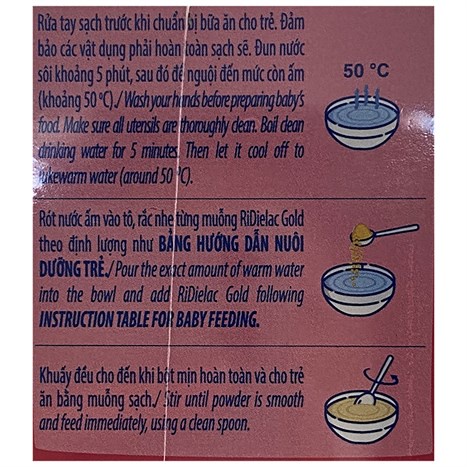 Rửa tay sạch trước khi chuẩn bị bữa ăn cho trẻ. Đảm
bảo các vật dụng phải hoàn toàn sạch sẽ. Đun nước
sôi khoảng 5 phút, sau đó để nguội đến mức còn ấm
(khoảng 50 °C)./ Wash your hands before preparing baby's
food. Make sure all utensils are thoroughly clean. Boil clean
drinking water for 5 minutes. Then let it cool off to
lukewarm water (around 50 °C).
50 °C
Rót nước ấm vào tô, rắc nhẹ từng muỗng RiDielac Gold
theo định lượng như BẢNG HƯỚNG DẪN NUÔI
DƯỠNG TRẺ./ Pour the exact amount of warm water
into the bowl and add RiDielac Gold following
INSTRUCTION TABLE FOR BABY FEEDING.
Khuấy đều cho đến khi bột mịn hoàn toàn và cho trẻ
ăn bằng muỗng sạch./ Stir until powder is smooth
and feed immediately, using a clean spoon.